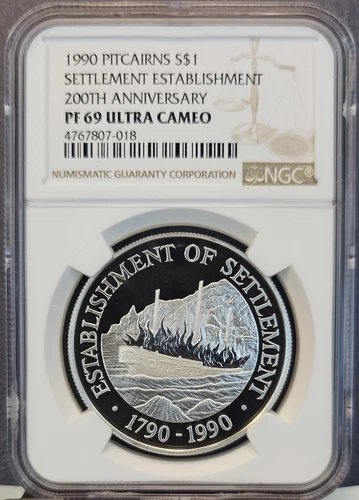 1990 PITCAIRNS S$1
SETTLEMENT ESTABLISHMENT
200TH ANNIVERSARY
PF 69 ULTRA CAMEO
4767807-018
NUMISMATIC GUARANTY CORPORATION
NGC®
ESTABLISHMENT OF SETTLEMENT
· 1790-1990 ·